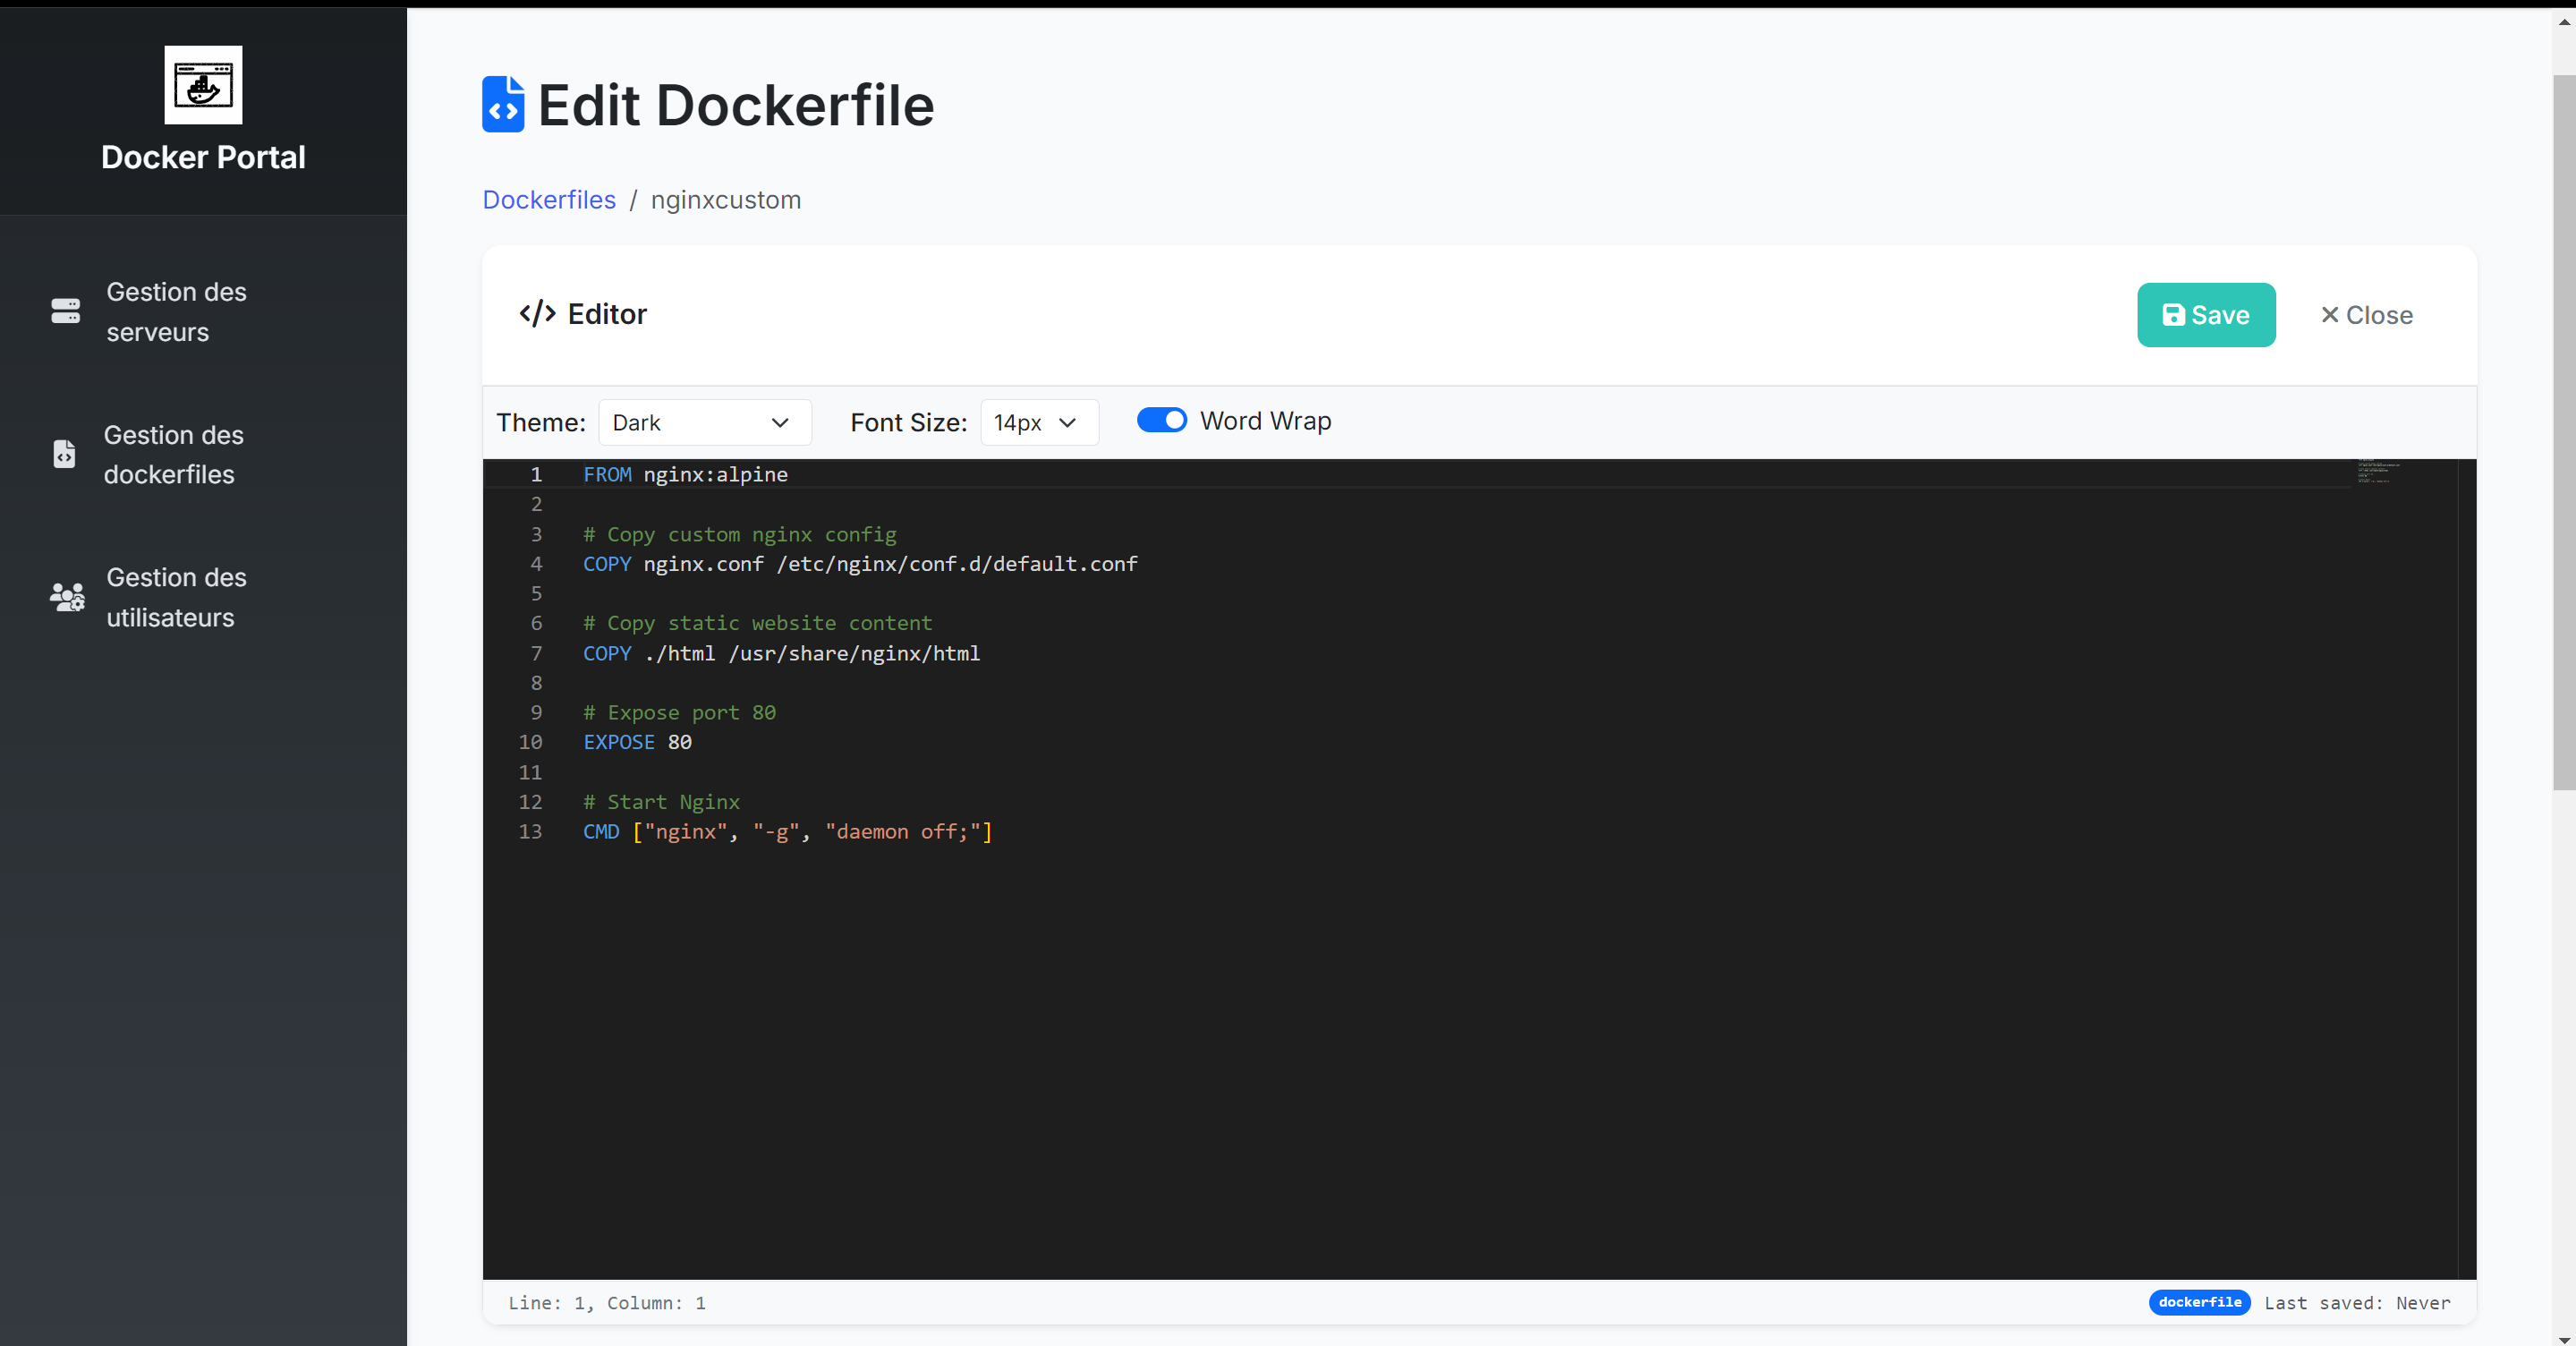 Docker Portal
Gestion des
serveurs
Gestion des
dockerfiles
Gestion des
utilisateurs
Edit Dockerfile
Dockerfiles / nginxcustom
</> Editor
Save
× Close
Theme: Dark
Font Size: 14px
Word Wrap
1 FROM nginx:alpine
2
3 # Copy custom nginx config
4 COPY nginx.conf /etc/nginx/conf.d/default.conf
5
6 # Copy static website content
7 COPY ./html /usr/share/nginx/html
8
9 # Expose port 80
10 EXPOSE 80
11
12 # Start Nginx
13 CMD ["nginx", "-g", "daemon off;"]
Line: 1, Column: 1
dockerfile
Last saved: Never